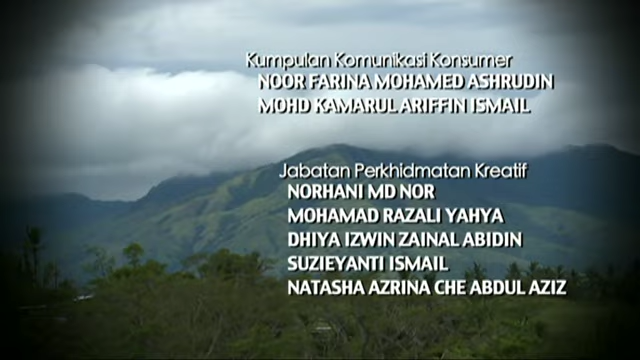 Kumpulan Komunikasi Konsumer
NOOR FARINA MOHAMED ASHRUDIN
MOHD KAMARUL ARIFFIN ISMAIL
Jabatan Perkhidmatan Kreatif
NORHANI MD NOR
MOHAMAD RAZALI YAHYA
DHIYA IZWIN ZAINAL ABIDIN
SUZIEYANTI ISMAIL
NATASHA AZRINA CHE ABDUL AZIZ